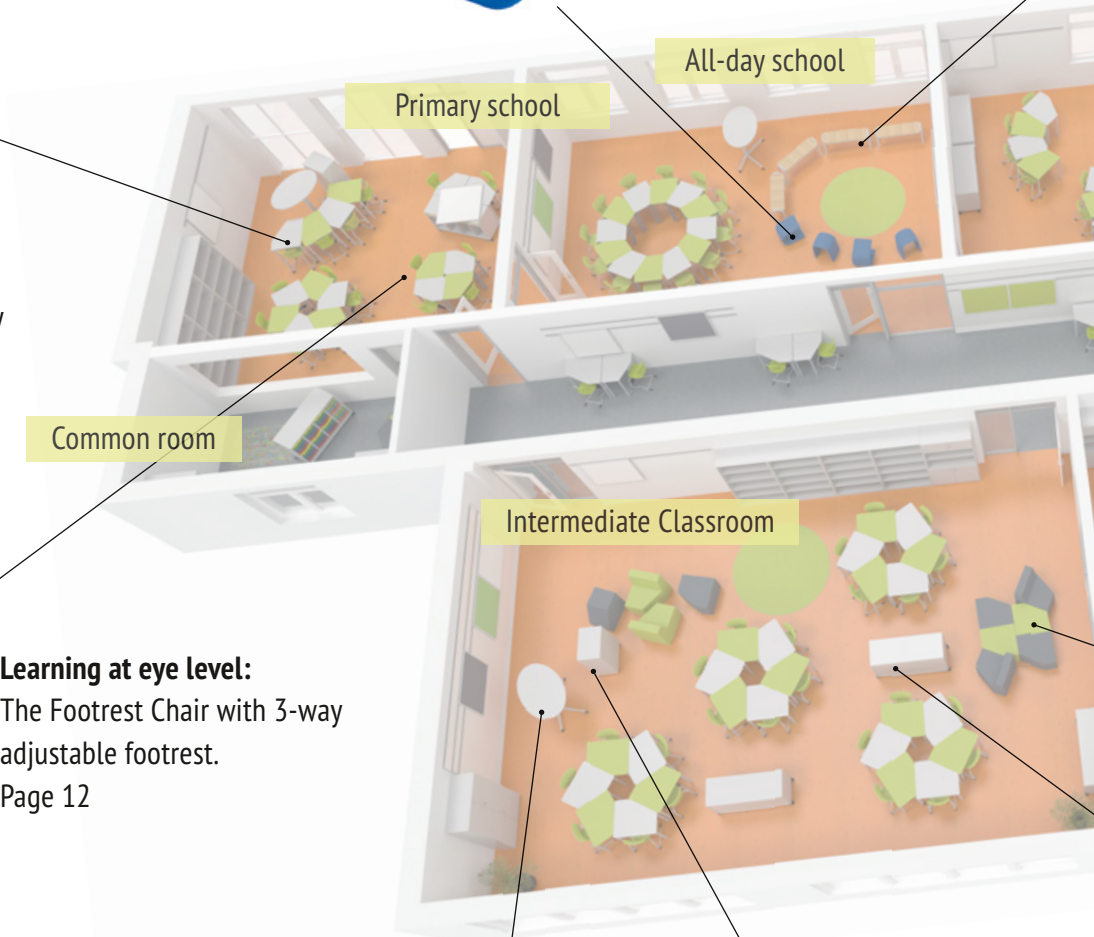 All-day school
Primary school
Common room
Intermediate Classroom
Learning at eye level:
The Footrest Chair with 3-way
adjustable footrest.
Page 12